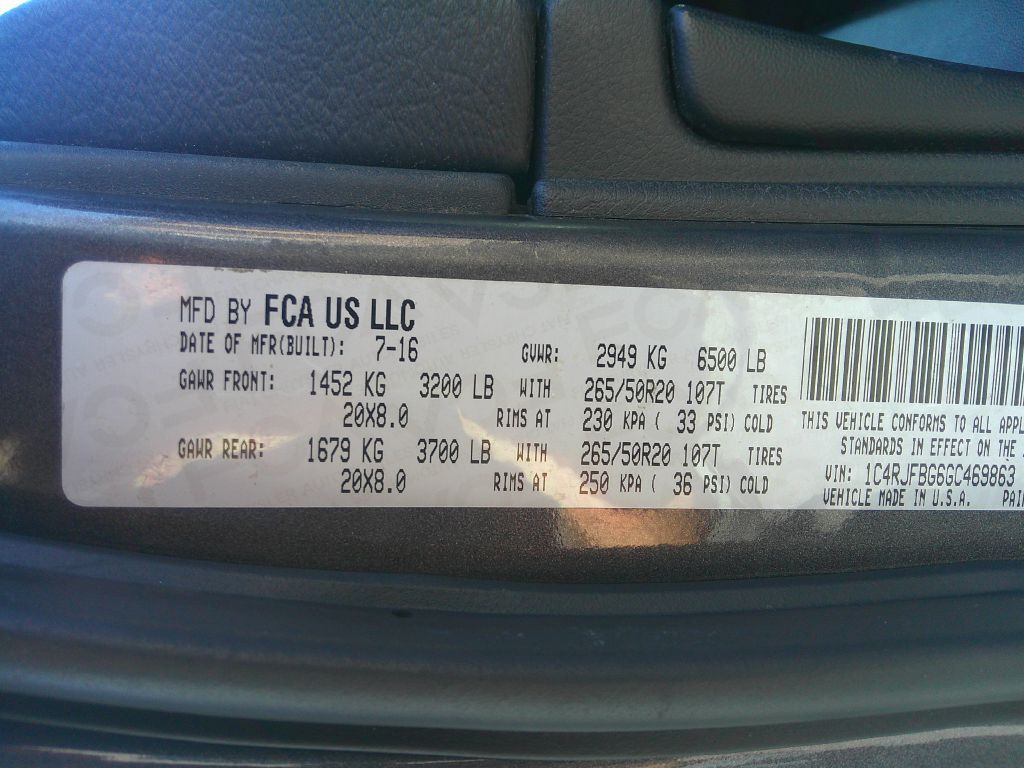 MFD BY FCA US LLC
DATE OF MFR(BUILT): 7-16 GVWR: 2949 KG 6500 LB
GAWR FRONT: 1452 KG 3200 LB WITH 265/50R20 107T TIRES
20X8.0 RIMS AT 230 KPA ( 33 PSI) COLD
GAWR REAR: 1679 KG 3700 LB WITH 265/50R20 107T TIRES
20X8.0 RIMS AT 250 KPA ( 36 PSI) COLD
THIS VEHICLE CONFORMS TO ALL APPL
STANDARDS IN EFFECT ON THE
VIN: 1C4RJFBG6GC469863
VEHICLE MADE IN U.S.A. PAI